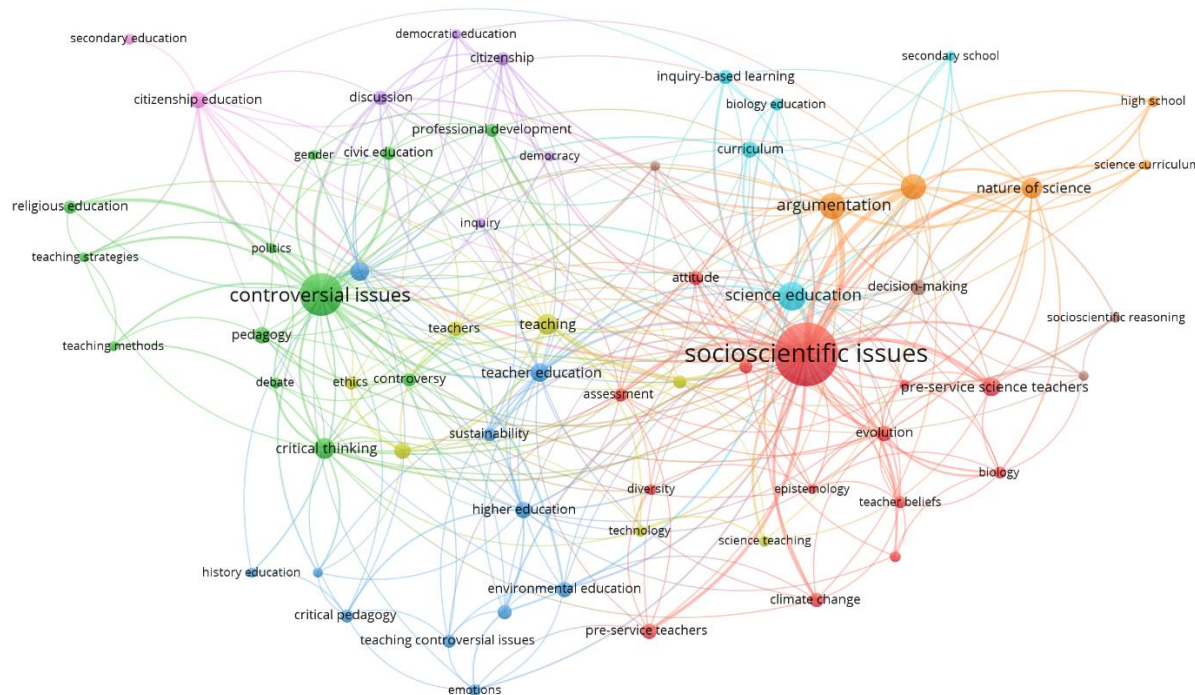 democratic education
secondary education
citizenship
secondary school
inquiry-based learning
citizenship education
discussion
biology education
high school
professional development
curriculum
gender
civic education
democracy
science curriculum
nature of science
argumentation
religious education
inquiry
politics
teaching strategies
attitude
decision-making
controversial issues
science education
socioscientific reasoning
teachers
teaching
pedagogy
teaching methods
socioscientific issues
teacher education
debate
ethics
controversy
pre-service science teachers
assessment
sustainability
evolution
critical thinking
biology
diversity
epistemology
teacher beliefs
higher education
technology
science teaching
history education
environmental education
climate change
critical pedagogy
pre-service teachers
teaching controversial issues
emotions